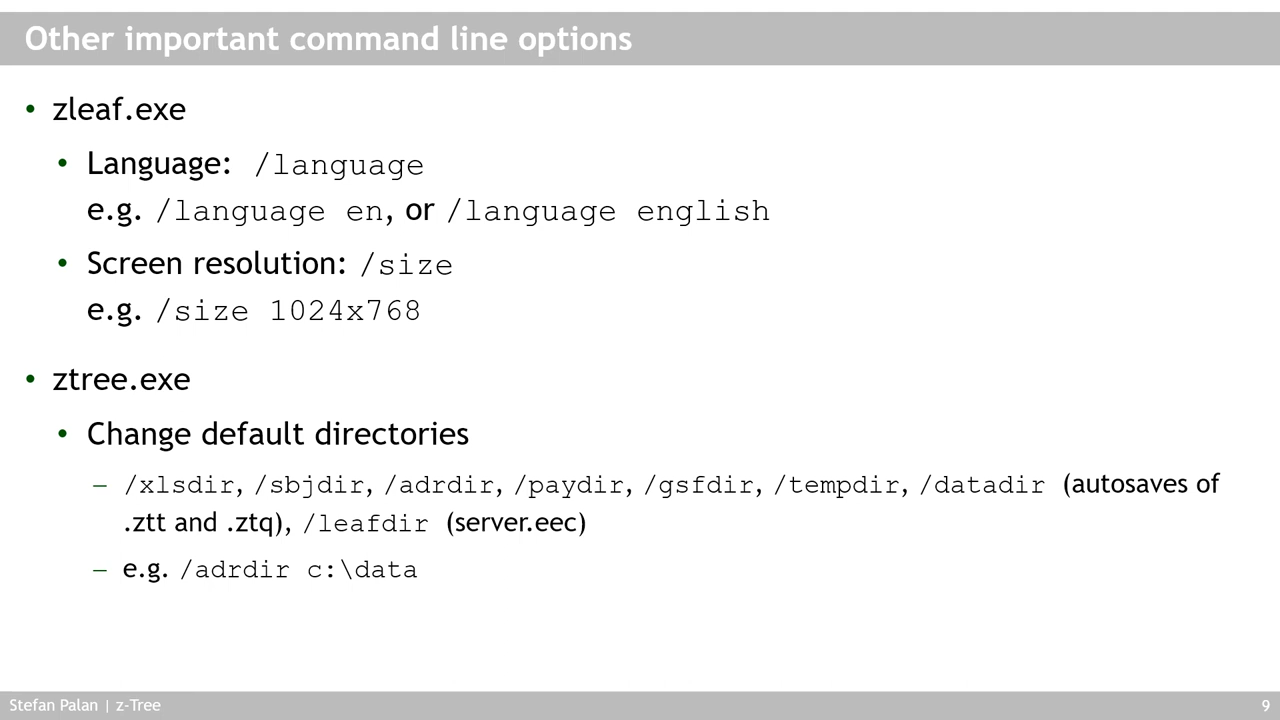 Other important command line options
• zleaf.exe
• Language: /language
e.g. /language en, or /language english
• Screen resolution: /size
e.g. /size 1024x768
• ztree.exe
• Change default directories
– /xlsdir, /sbjdir, /adrdir, /paydir, /gsfdir, /tempdir, /datadir (autosaves of
.ztt and .ztq), /leafdir (server.eec)
– e.g. /adrdir c:\data
Stefan Palan | z-Tree 9